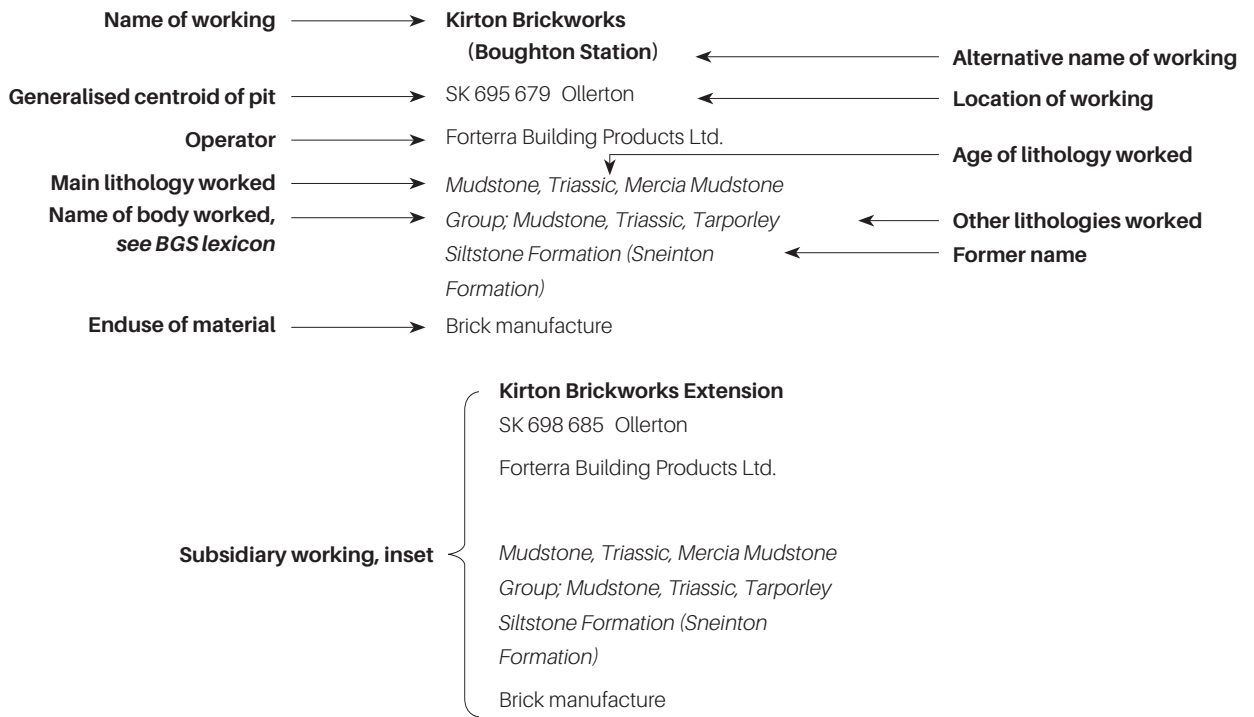 Name of working
Kirton Brickworks
(Boughton Station)
Alternative name of working
Generalised centroid of pit
SK 695 679 Ollerton
Location of working
Operator
Forterra Building Products Ltd.
Age of lithology worked
Main lithology worked
Mudstone, Triassic, Mercia Mudstone
Name of body worked,
see BGS lexicon
Group; Mudstone, Triassic, Tarporley
Other lithologies worked
Siltstone Formation (Sneinton
Former name
Formation)
Enduse of material
Brick manufacture
Kirton Brickworks Extension
SK 698 685 Ollerton
Forterra Building Products Ltd.
Subsidiary working, inset
Mudstone, Triassic, Mercia Mudstone
Group; Mudstone, Triassic, Tarporley
Siltstone Formation (Sneinton
Formation)
Brick manufacture